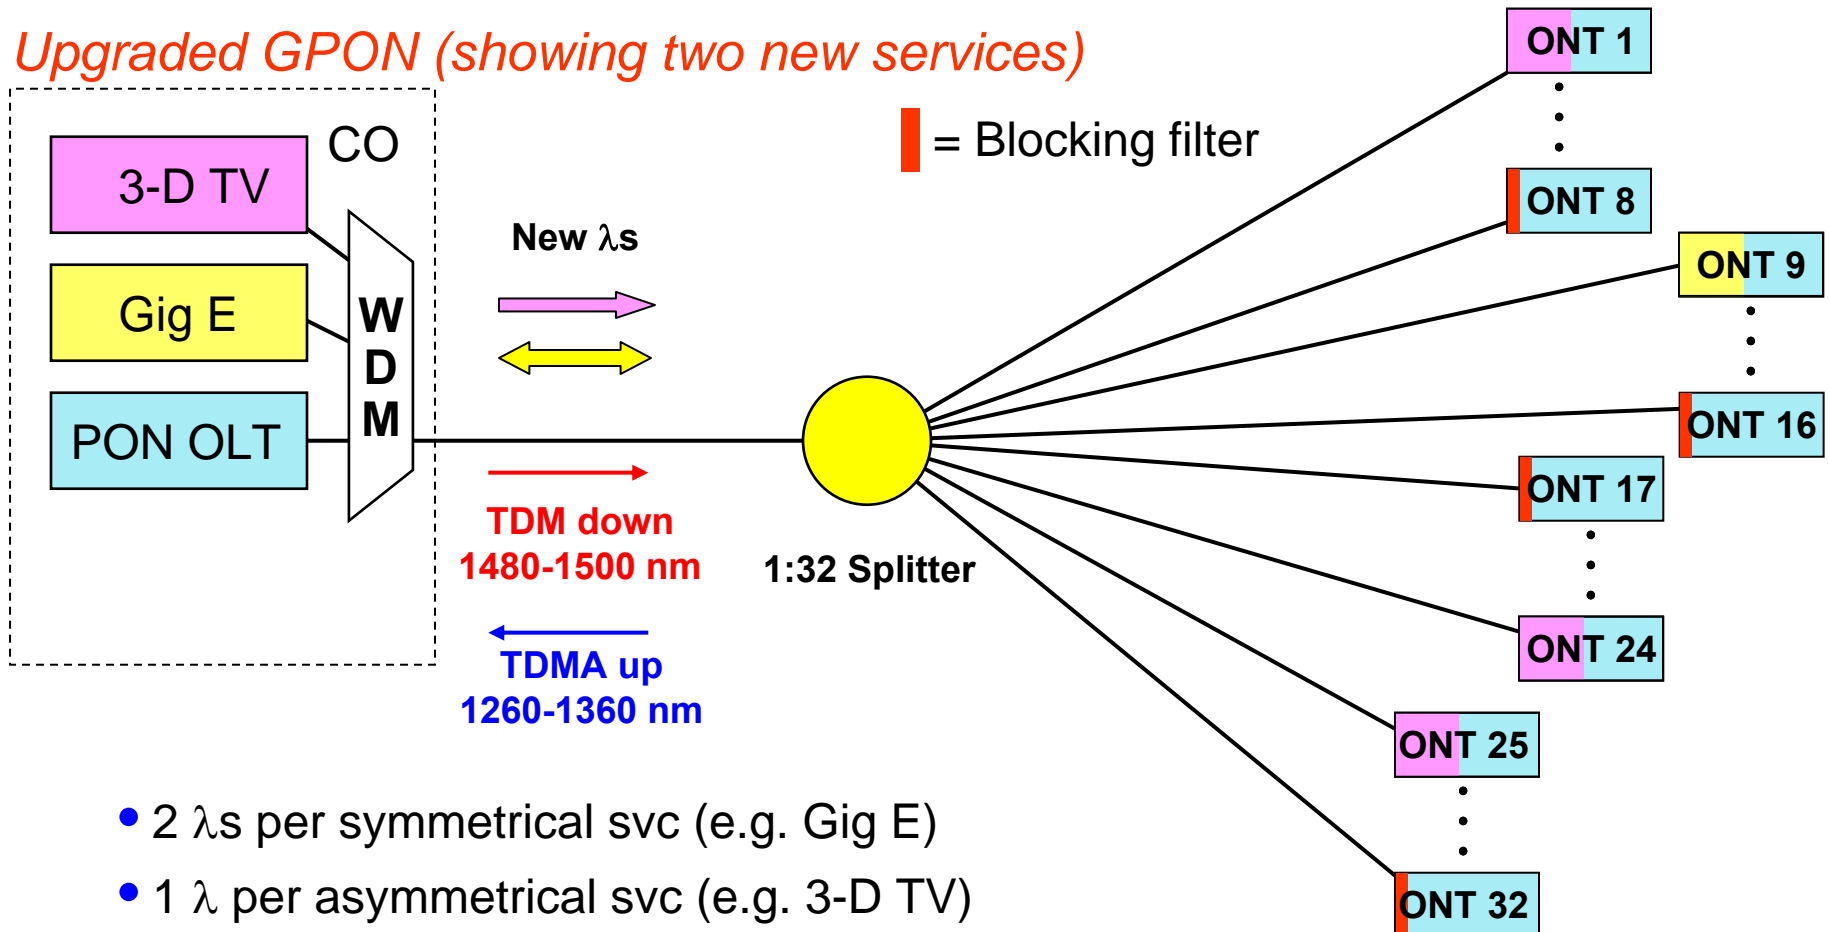 Upgraded GPON (showing two new services)
CO
3-D TV
Gig E
PON OLT
WDM
New λs
TDM down
1480-1500 nm
TDMA up
1260-1360 nm
1:32 Splitter
= Blocking filter
ONT 1
ONT 8
ONT 9
ONT 16
ONT 17
ONT 24
ONT 25
ONT 32
• 2 λs per symmetrical svc (e.g. Gig E)
• 1 λ per asymmetrical svc (e.g. 3-D TV)